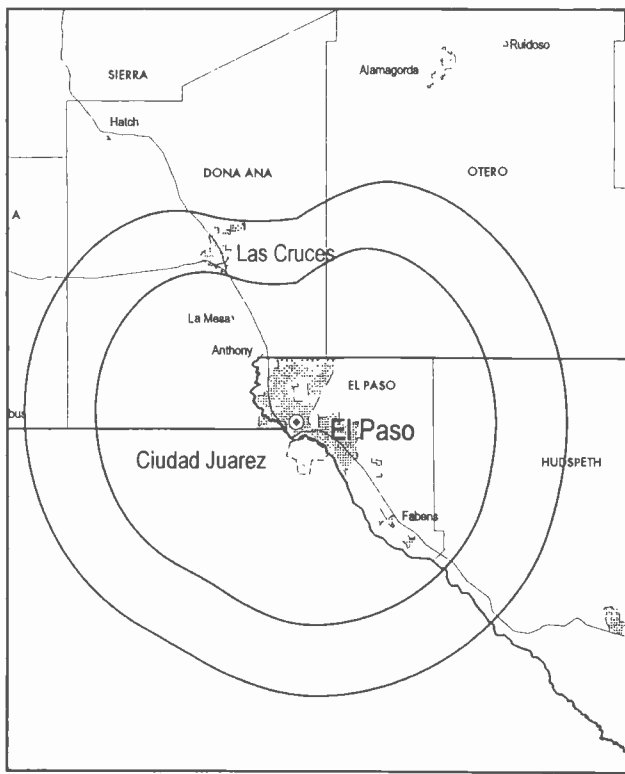 Ruidoso
Alamagorda
SIERRA
Hatch
DONA ANA
OTERO
A
Las Cruces
La Mesa
Anthony
EL PASO
bus
El Paso
Ciudad Juarez
HUDSPETH
Fabens